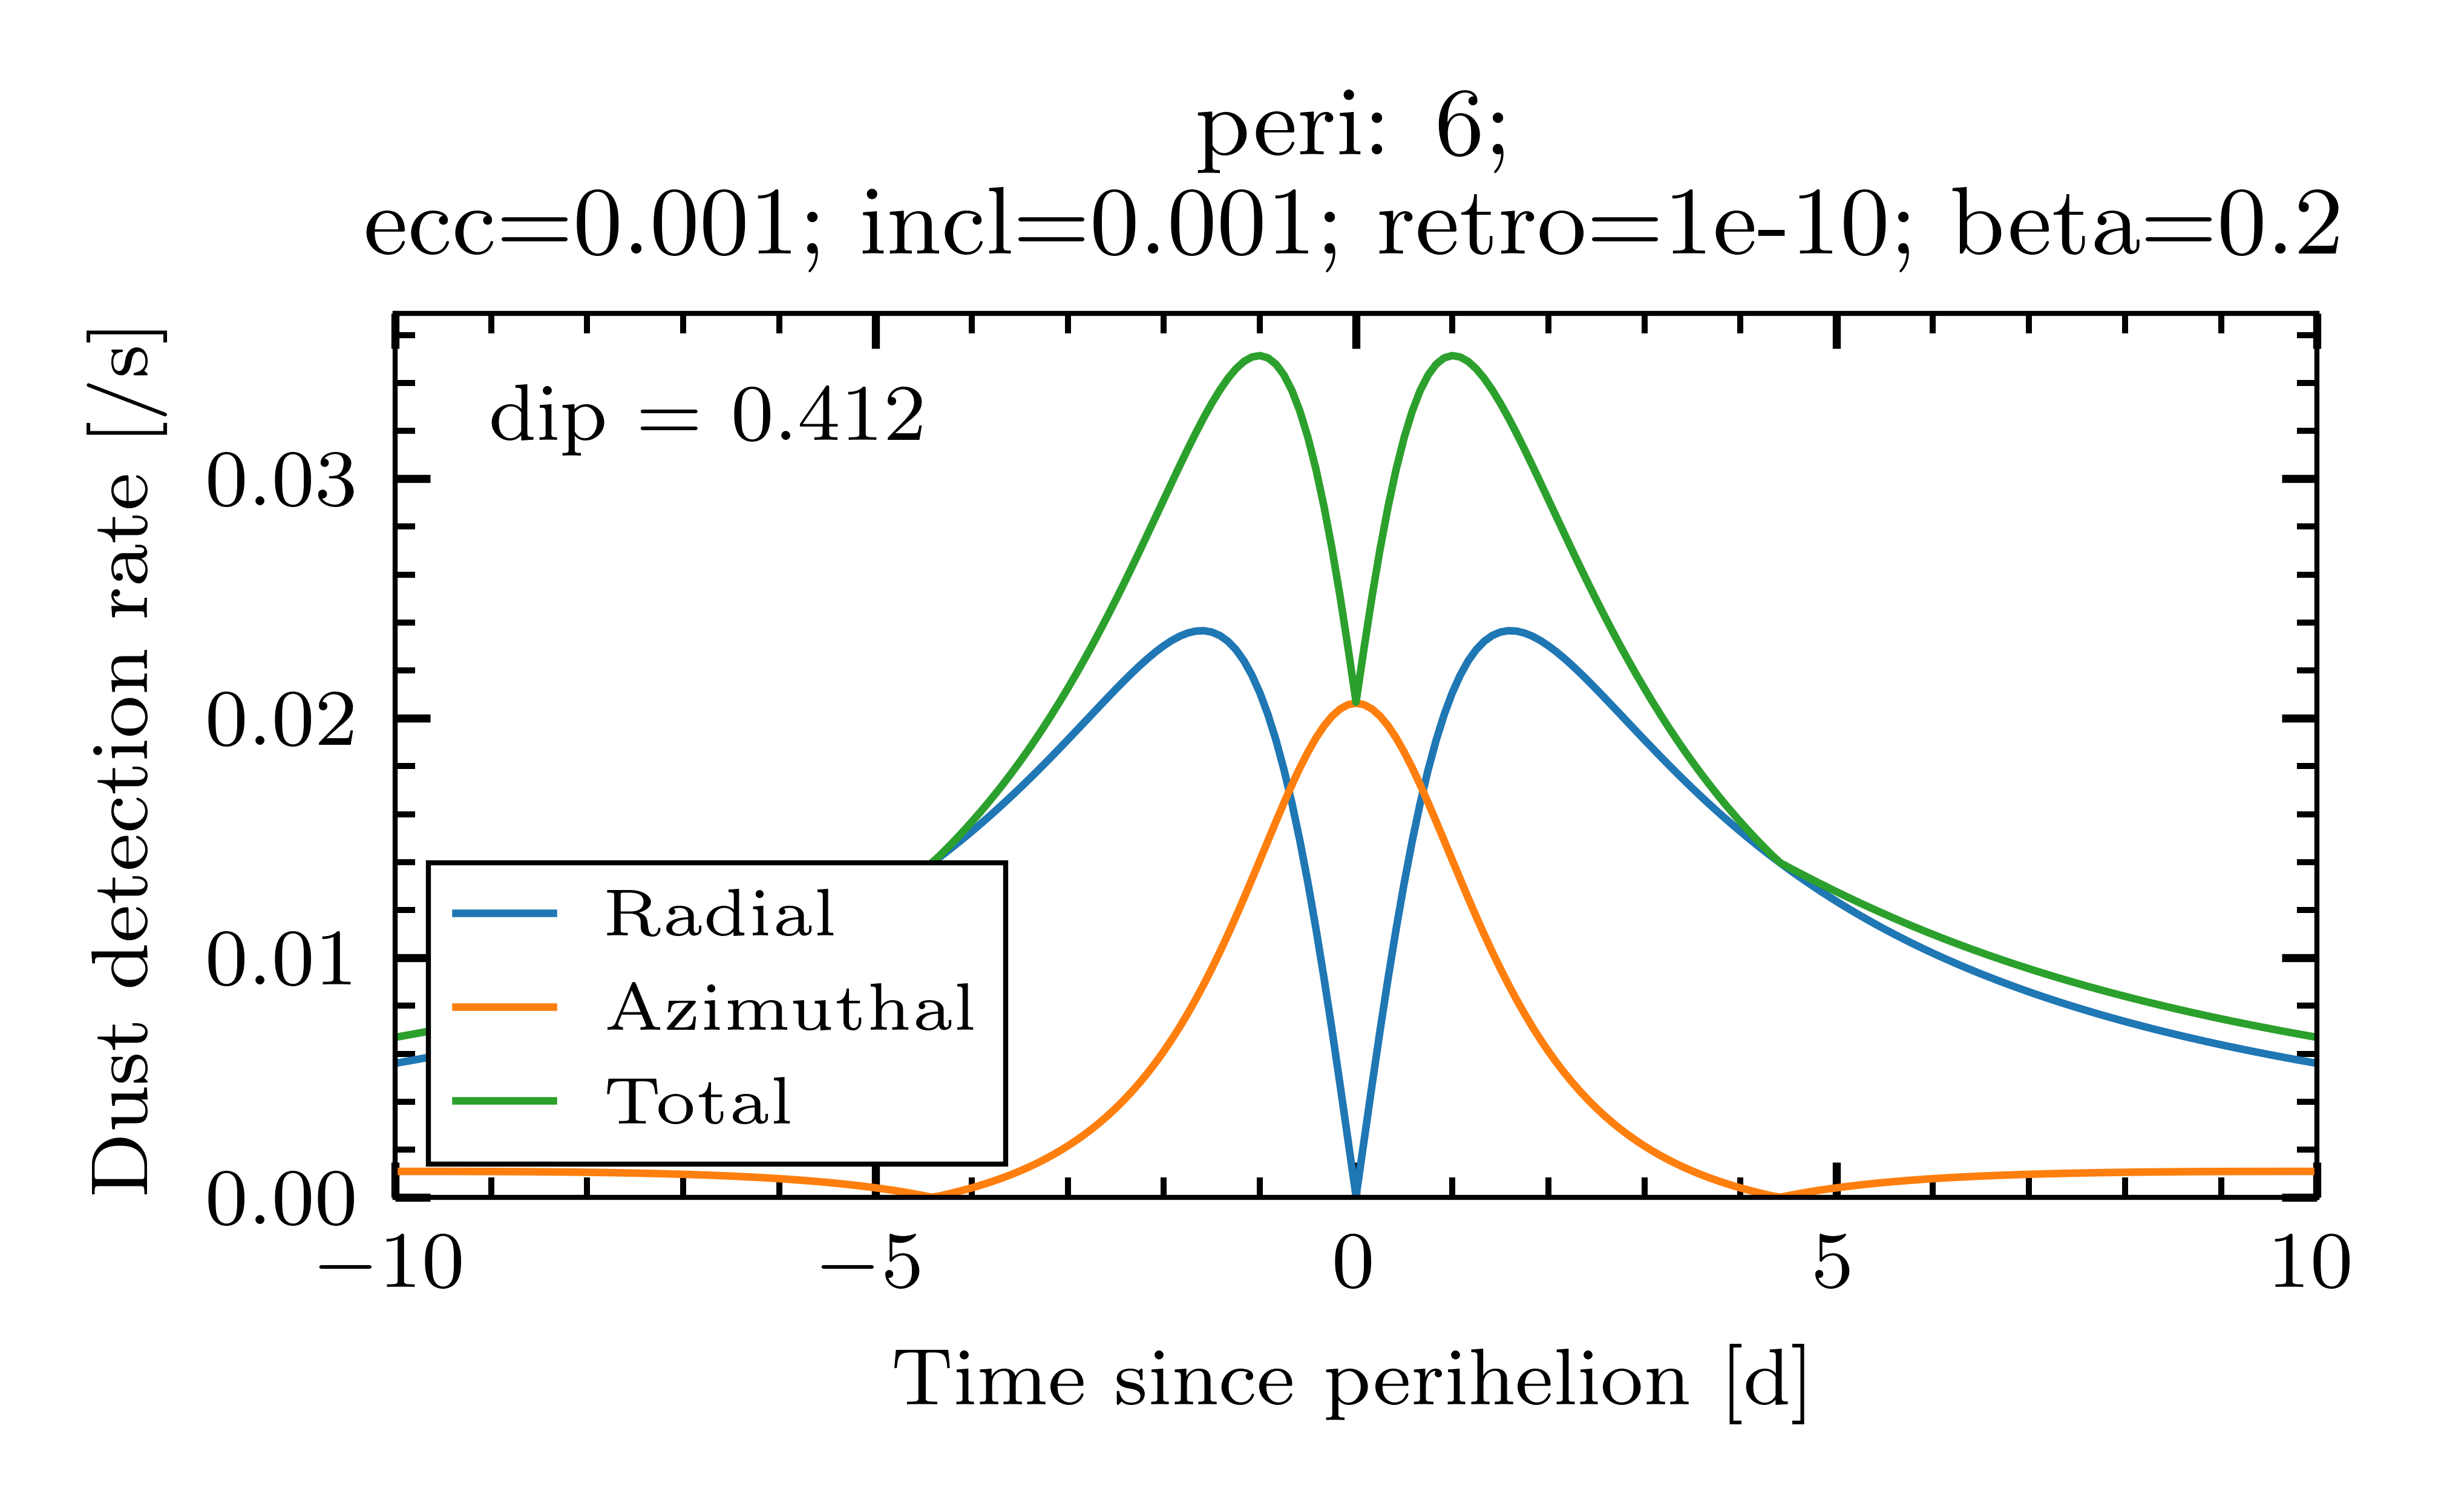 peri: 6;
ecc=0.001; incl=0.001; retro=1e-10; beta=0.2
Dust detection rate [/s]
dip = 0.412
0.03
0.02
0.01
0.00
Radial
Azimuthal
Total
−10
−5
0
5
10
Time since perihelion [d]